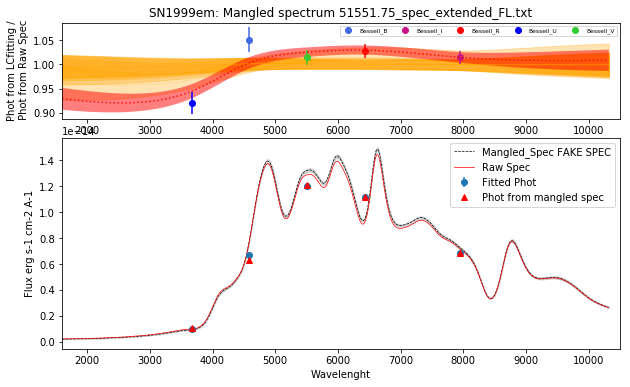 SN1999em: Mangled spectrum 51551.75_spec_extended_FL.txt
Phot from LCfitting /
Phot from Raw Spec
1.05
1.00
0.95
0.90
Bessell_B
Bessell_I
Bessell_R
Bessell_U
Bessell_V
2000 3000 4000 5000 6000 7000 8000 9000 10000
1e−14
Flux erg s-1 cm-2 A-1
1.4
1.2
1.0
0.8
0.6
0.4
0.2
0.0
Mangled_Spec FAKE SPEC
Raw Spec
Fitted Phot
Phot from mangled spec
2000 3000 4000 5000 6000 7000 8000 9000 10000
Wavelenght